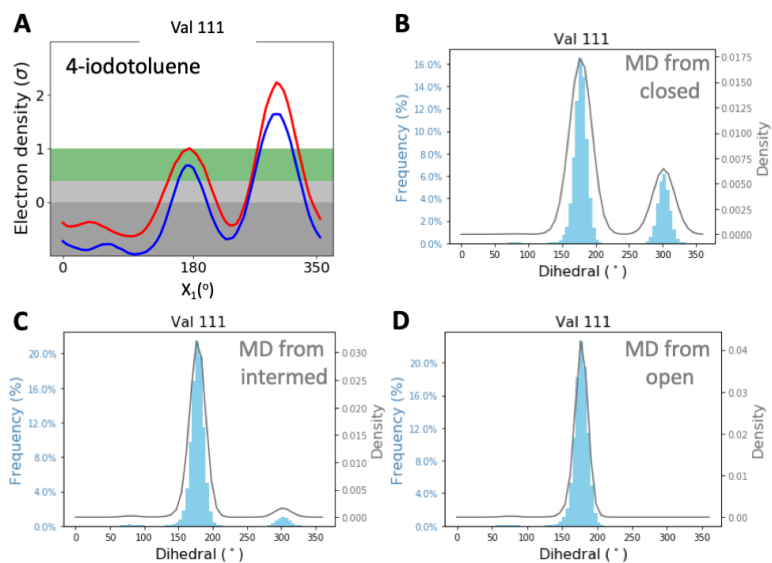 A
Val 111
4-iodotoluene
Electron density (σ)
2
1
0
0
180
350
X₁(°)
B
Val 111
MD from
closed
Frequency (%)
16.0%
14.0%
12.0%
10.0%
8.0%
6.0%
4.0%
2.0%
0.0%
0.0175
0.0150
0.0125
0.0100
0.0075
0.0050
0.0025
0.0000
Density
0
50
100
150
200
250
300
350
Dihedral (°)
C
Val 111
MD from
intermed
Frequency (%)
20.0%
16.0%
12.0%
8.0%
4.0%
0.0%
0.030
0.025
0.020
0.015
0.010
0.005
0.000
Density
0
50
100
150
200
250
300
350
Dihedral (°)
D
Val 111
MD from
open
Frequency (%)
20.0%
16.0%
12.0%
8.0%
4.0%
0.0%
0.04
0.03
0.02
0.01
0.00
Density
0
50
100
150
200
250
300
350
Dihedral (°)